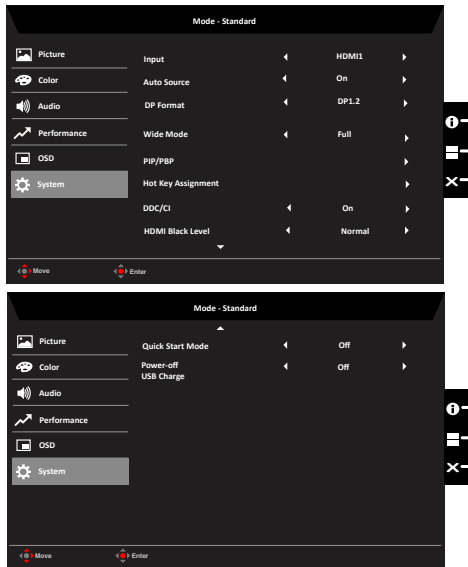 Mode - Standard
Picture
Color
Audio
Performance
OSD
System
Input HDMI1
Auto Source On
DP Format DP1.2
Wide Mode Full
PIP/PBP
Hot Key Assignment
DDC/CI On
HDMI Black Level Normal
Move Enter
Mode - Standard
Picture
Color
Audio
Performance
OSD
System
Quick Start Mode Off
Power-off Off
USB Charge
Move Enter